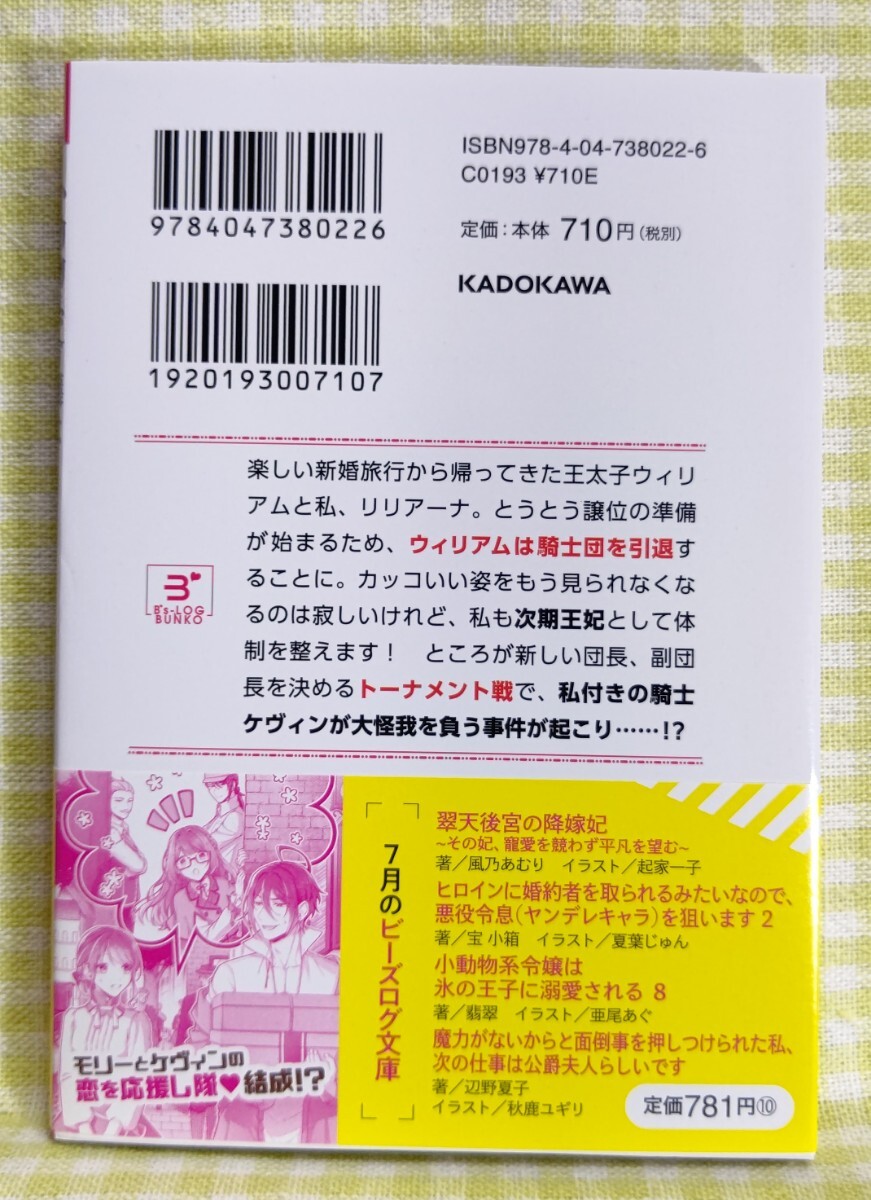 ISBN978-4-04-738022-6
C0193 ¥710E
9784047380226
定価：本体 710円（税別）
KADOKAWA
1920193007107
楽しい新婚旅行から帰ってきた王太子ウィリ
アムと私、リリアーナ。とうとう譲位の準備
が始まるため、ウィリアムは騎士団を引退す
ることに。カッコいい姿をもう見られなくな
るのは寂しいけれど、私も次期王妃として体
制を整えます！　ところが新しい団長、副団
長を決めるトーナメント戦で、私付きの騎士
ケヴィンが大怪我を負う事件が起こり……!?
B's-LOG
BUNKO
モリーとケヴィンの
恋を応援し隊♥結成!?
7月のビーズログ文庫
翠天後宮の降嫁妃
~その妃、寵愛を競わず平凡を望む~
著／風乃あむり　イラスト／起家一子
ヒロインに婚約者を取られるみたいなので、
悪役令息（ヤンデレキャラ）を狙います 2
著／宝 小箱　イラスト／夏葉じゅん
小動物系令嬢は
氷の王子に溺愛される 8
著／翡翠　イラスト／亜尾あぐ
魔力がないからと面倒事を押しつけられた私、
次の仕事は公爵夫人らしいです
著／辺野夏子
イラスト／秋鹿ユギリ
定価781円⑩